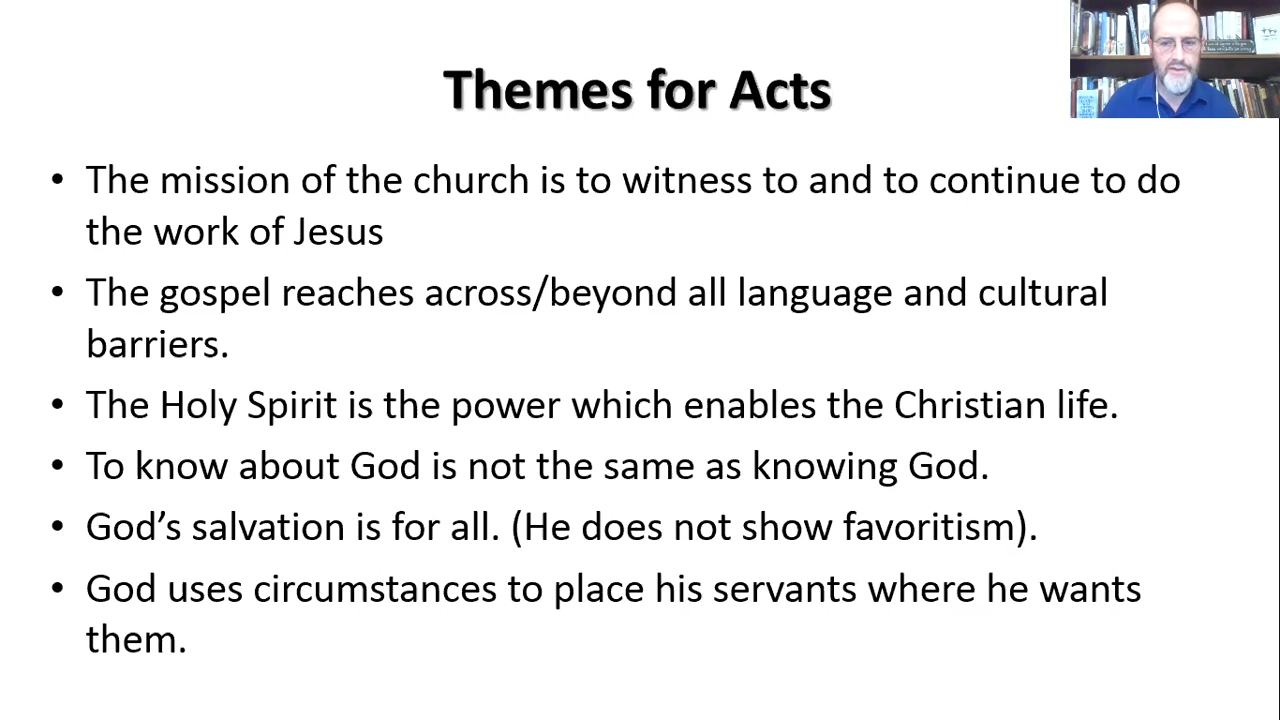 Themes for Acts
• The mission of the church is to witness to and to continue to do
the work of Jesus
• The gospel reaches across/beyond all language and cultural
barriers.
• The Holy Spirit is the power which enables the Christian life.
• To know about God is not the same as knowing God.
• God’s salvation is for all. (He does not show favoritism).
• God uses circumstances to place his servants where he wants
them.